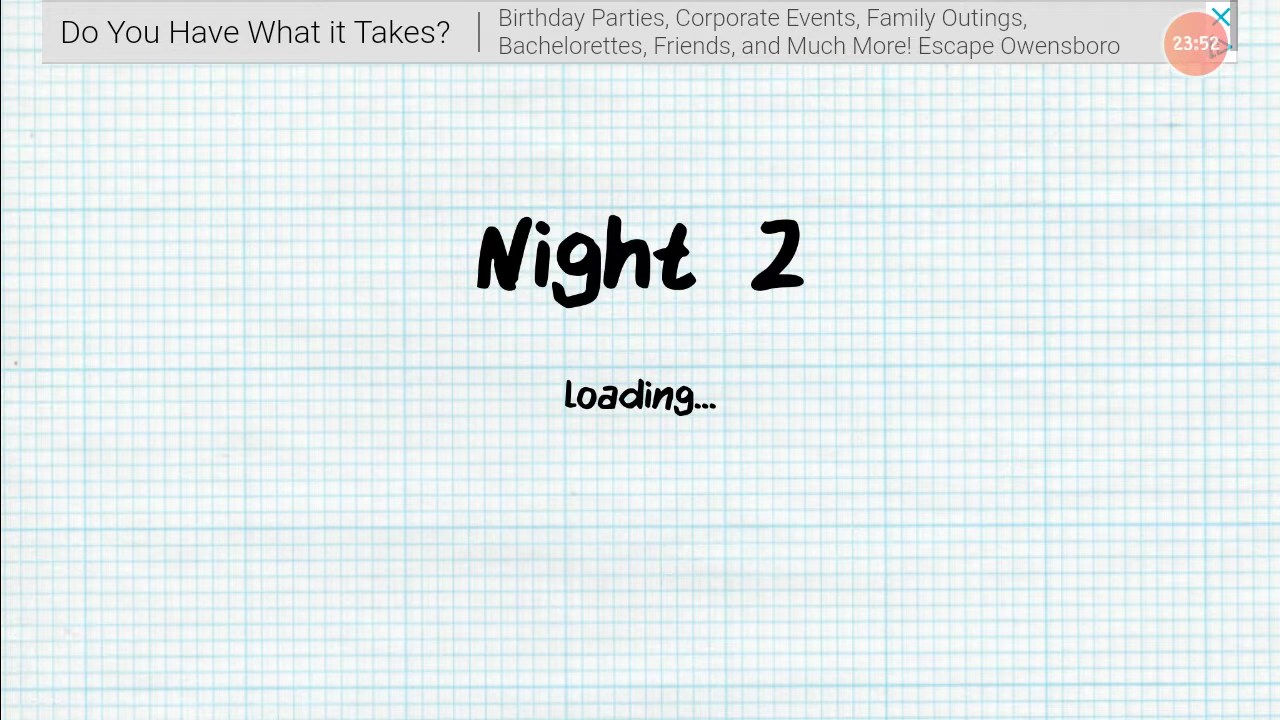 Do You Have What it Takes?
Birthday Parties, Corporate Events, Family Outings,
Bachelorettes, Friends, and Much More! Escape Owensboro
23:52
Night 2
Loading...